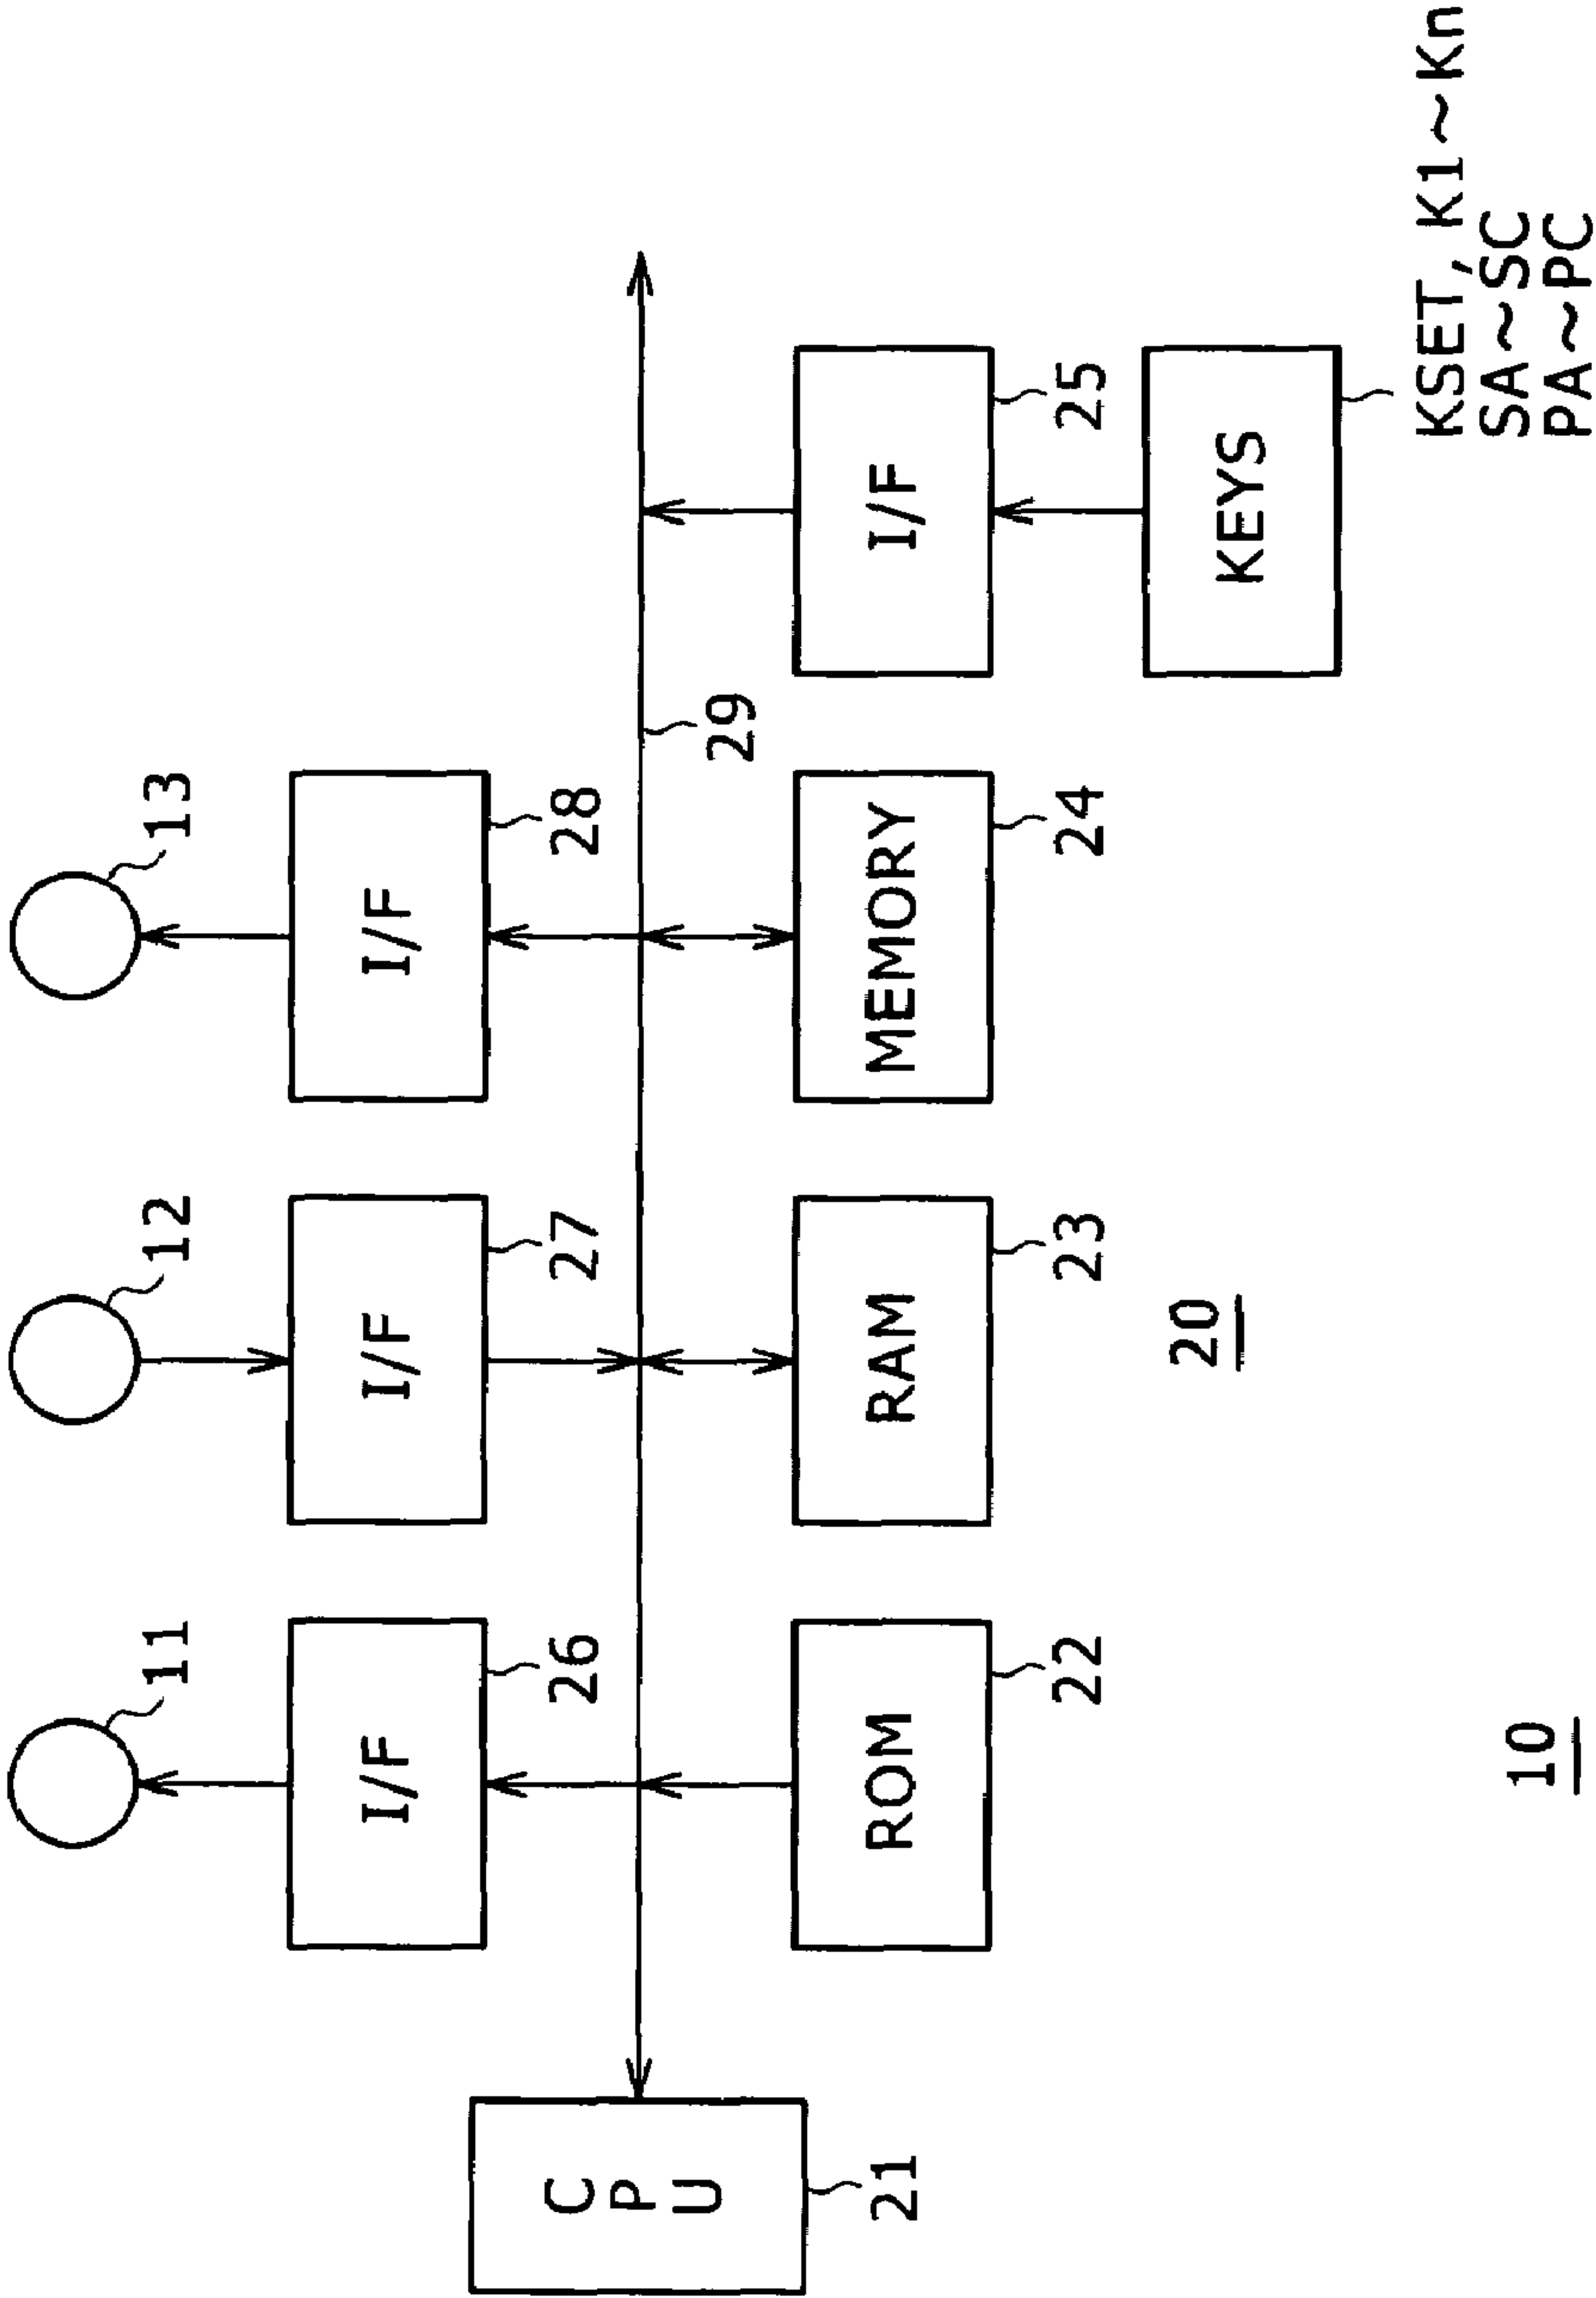 11
12
13
I/F
I/F
I/F
26
27
28
C
P
U
21
29
ROM
RAM
MEMORY
I/F
22
23
24
25
KEYS
20
KSET, K1~Kn
SA~SC
PA~PC
10